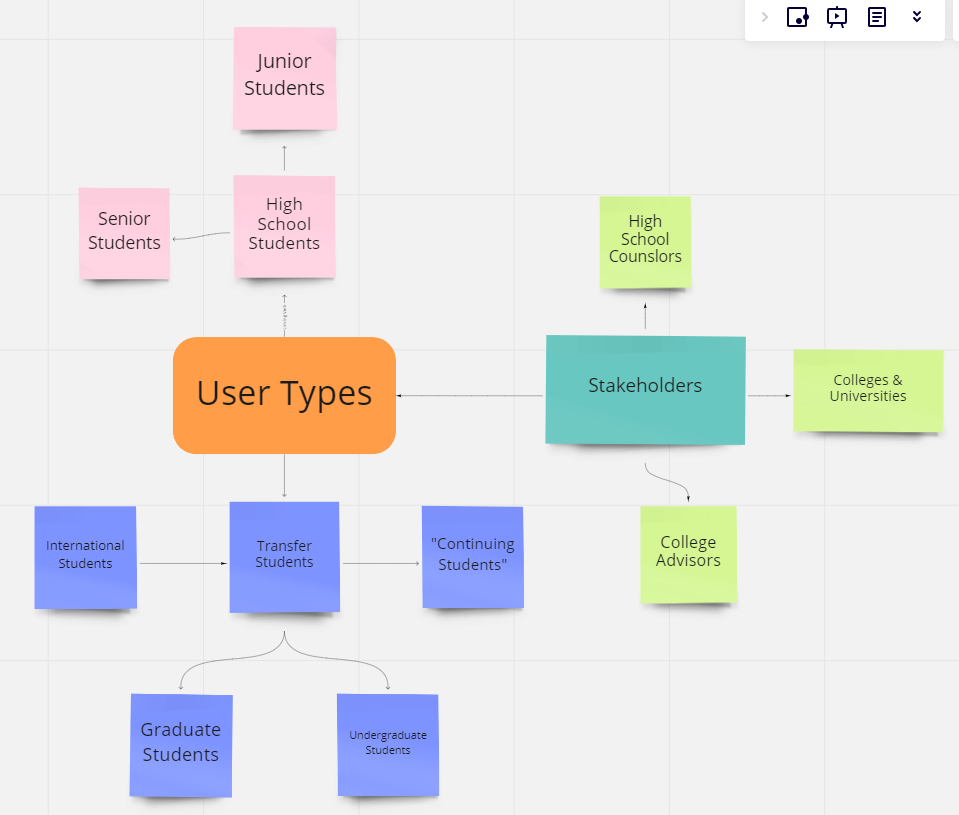 Junior
Students
Senior
Students
High
School
Students
High
School
Counslors
User Types
Stakeholders
Colleges &
Universities
International
Students
Transfer
Students
"Continuing
Students"
College
Advisors
Graduate
Students
Undergraduate
Students